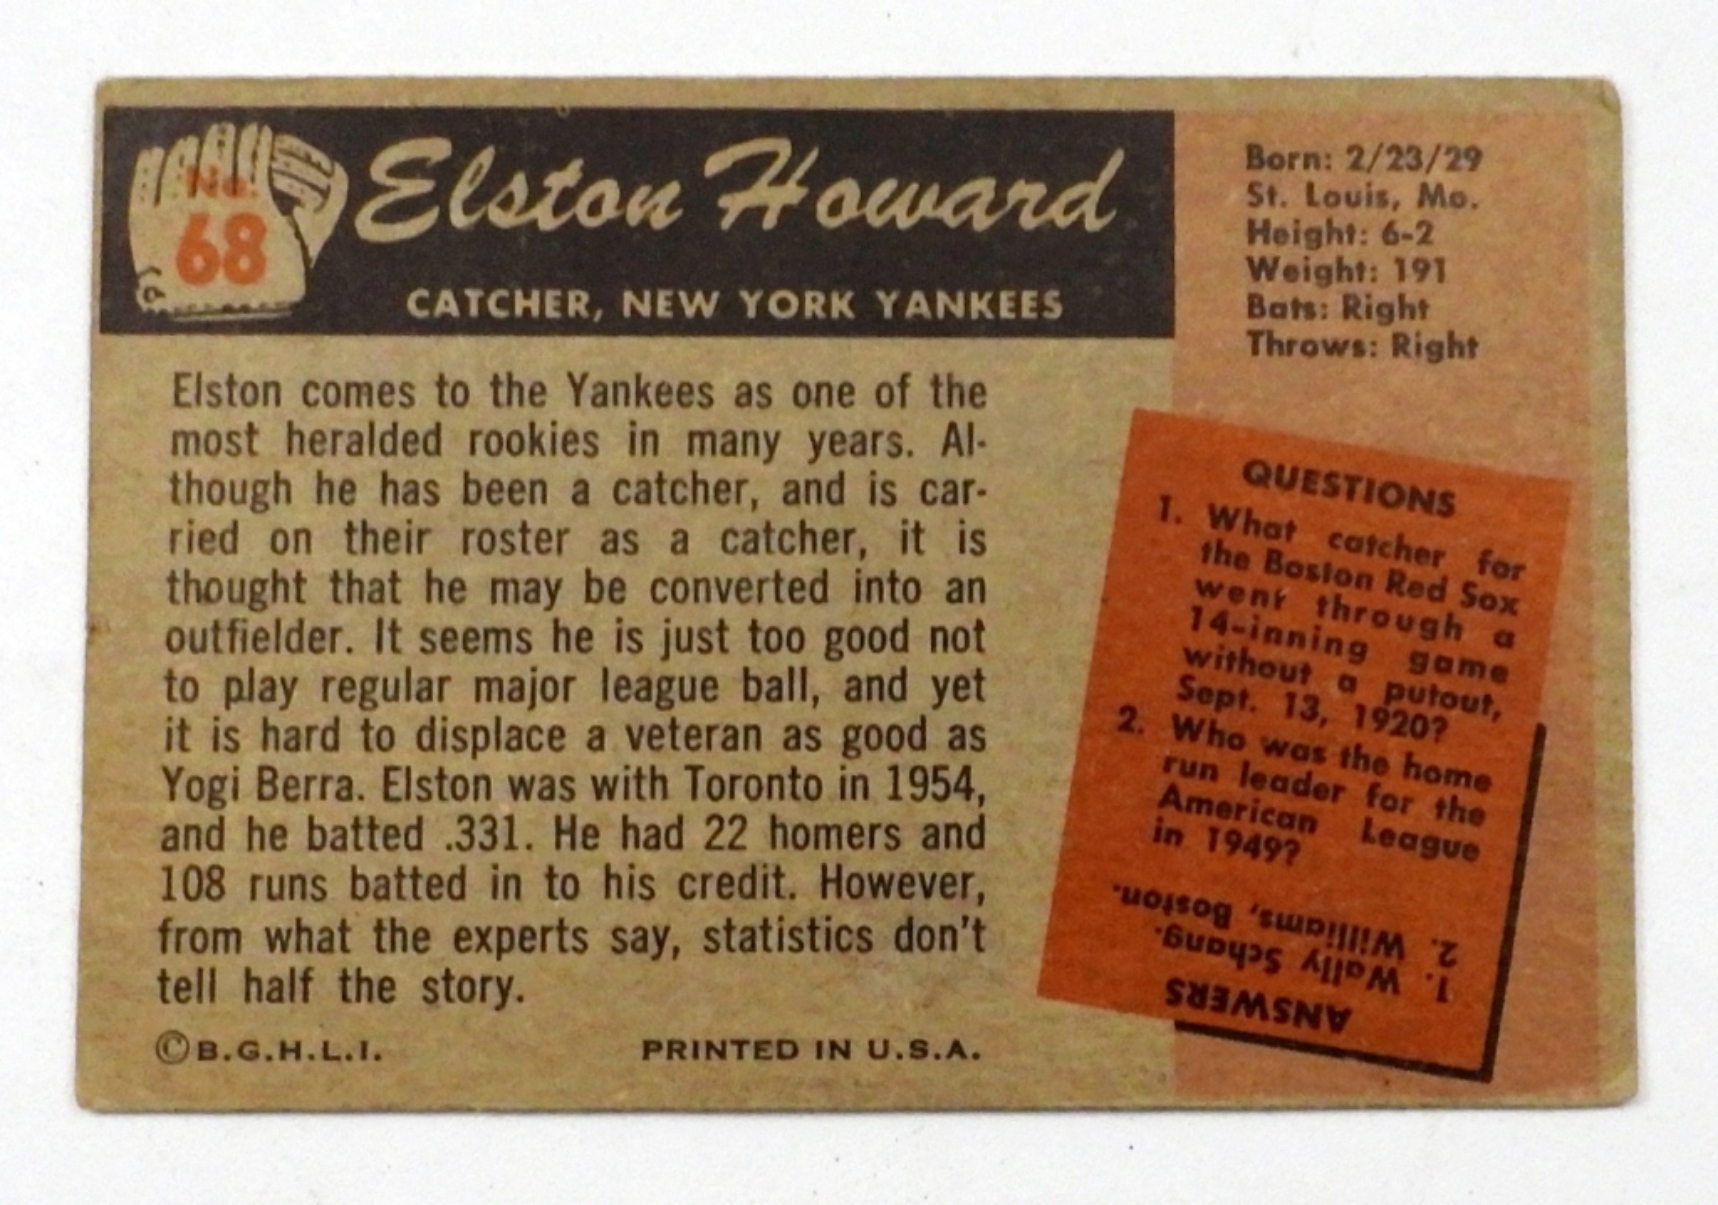 No.
68
Elston Howard
CATCHER, NEW YORK YANKEES
Born: 2/23/29
St. Louis, Mo.
Height: 6-2
Weight: 191
Bats: Right
Throws: Right
Elston comes to the Yankees as one of the
most heralded rookies in many years. Al-
though he has been a catcher, and is car-
ried on their roster as a catcher, it is
thought that he may be converted into an
outfielder. It seems he is just too good not
to play regular major league ball, and yet
it is hard to displace a veteran as good as
Yogi Berra. Elston was with Toronto in 1954,
and he batted .331. He had 22 homers and
108 runs batted in to his credit. However,
from what the experts say, statistics don't
tell half the story.
©B.G.H.L.I.
PRINTED IN U.S.A.
QUESTIONS
1. What catcher for
the Boston Red Sox
went through a
14-inning game
without a putout,
Sept. 13, 1920?
2. Who was the home
run leader for the
American League
in 1949?
ANSWERS
1. Wally Schang.
2. Williams, Boston.